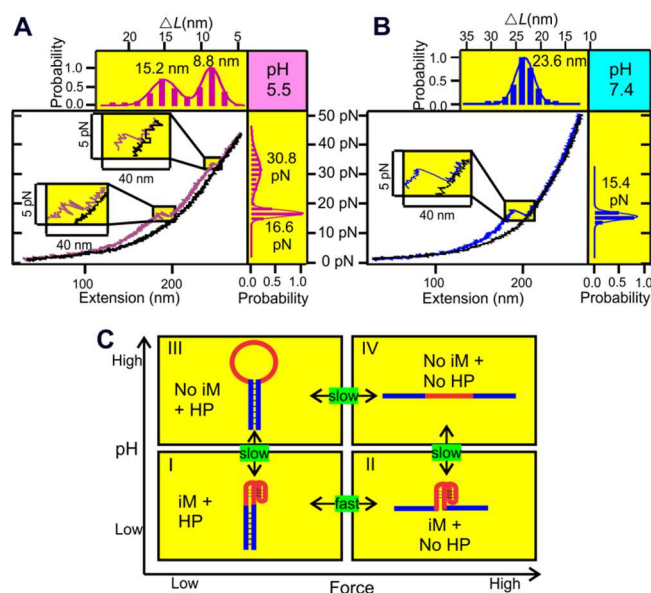 A
△L(nm)
20 15 10 5
Probability
1.0
0.5
0.0
15.2 nm
8.8 nm
pH
5.5
5 pN
40 nm
5 pN
40 nm
30.8
pN
16.6
pN
50 pN
40 pN
30 pN
20 pN
10 pN
0 pN
100 200
Extension (nm)
0.0 0.5 1.0
Probability
B
△L(nm)
35 30 25 20 15 10
Probability
1.0
0.5
0.0
23.6 nm
pH
7.4
5 pN
40 nm
15.4
pN
100 200
Extension (nm)
0.0 0.5 1.0
Probability
C
High
pH
Low
III
No iM
+ HP
slow
IV
No iM +
No HP
slow
slow
I
iM +
HP
fast
II
iM +
No HP
Low
Force
High